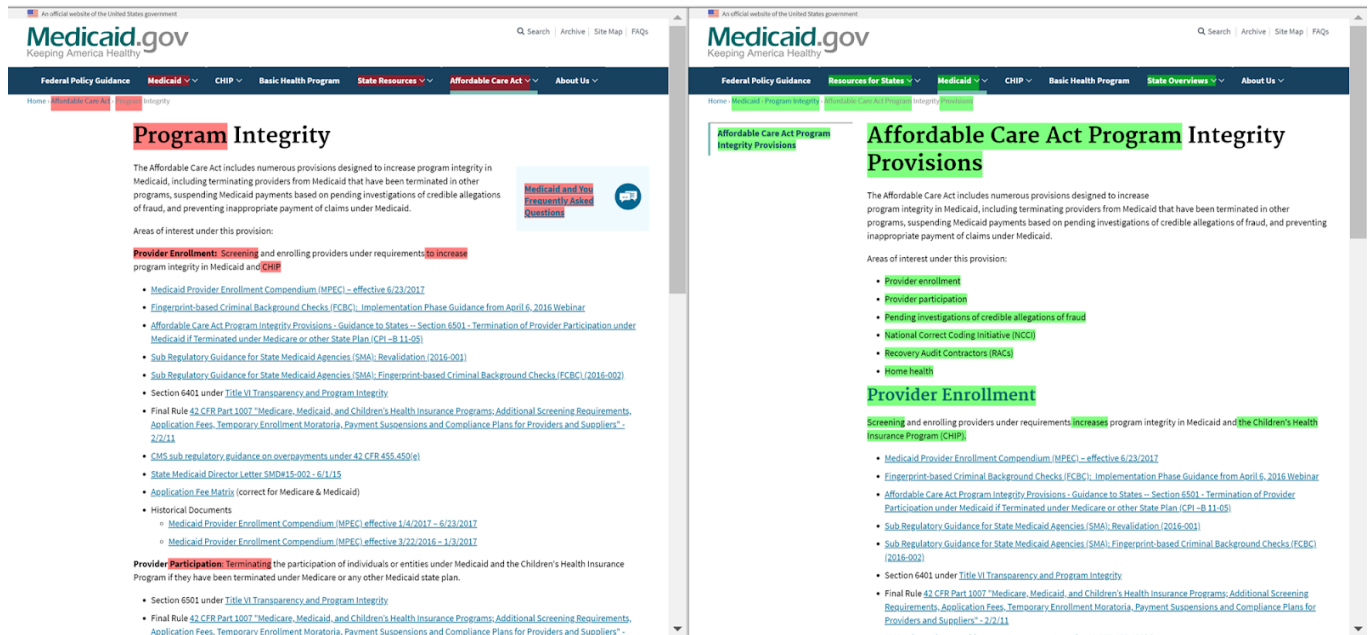 An official website of the United States government
Medicaid.gov
Keeping America Healthy
Search | Archive | Site Map | FAQs
Federal Policy Guidance Medicaid CHIP Basic Health Program State Resources Affordable Care Act About Us
Home › Affordable Care Act › Program Integrity
Program Integrity
The Affordable Care Act includes numerous provisions designed to increase program integrity in
Medicaid, including terminating providers from Medicaid that have been terminated in other
programs, suspending Medicaid payments based on pending investigations of credible allegations
of fraud, and preventing inappropriate payment of claims under Medicaid.
Medicaid and You
Frequently Asked
Questions
Areas of interest under this provision:
Provider Enrollment: Screening and enrolling providers under requirements to increase
program integrity in Medicaid and CHIP
• Medicaid Provider Enrollment Compendium (MPEC) – effective 6/23/2017
• Fingerprint-based Criminal Background Checks (FCBC): Implementation Phase Guidance from April 6, 2016 Webinar
• Affordable Care Act Program Integrity Provisions - Guidance to States -- Section 6501 - Termination of Provider Participation under
Medicaid if Terminated under Medicare or other State Plan (CPI –B 11-05)
• Sub Regulatory Guidance for State Medicaid Agencies (SMA): Revalidation (2016-001)
• Sub Regulatory Guidance for State Medicaid Agencies (SMA): Fingerprint-based Criminal Background Checks (FCBC) (2016-002)
• Section 6401 under Title VI Transparency and Program Integrity
• Final Rule 42 CFR Part 1007 "Medicare, Medicaid, and Children's Health Insurance Programs; Additional Screening Requirements,
Application Fees, Temporary Enrollment Moratoria, Payment Suspensions and Compliance Plans for Providers and Suppliers" -
2/2/11
• CMS sub regulatory guidance on overpayments under 42 CFR 455.450(e)
• State Medicaid Director Letter SMD#15-002 - 6/1/15
• Application Fee Matrix (correct for Medicare & Medicaid)
• Historical Documents
Medicaid Provider Enrollment Compendium (MPEC) effective 1/4/2017 – 6/23/2017
Medicaid Provider Enrollment Compendium (MPEC) effective 3/22/2016 – 1/3/2017
Provider Participation: Terminating the participation of individuals or entities under Medicaid and the Children's Health Insurance
Program if they have been terminated under Medicare or any other Medicaid state plan.
• Section 6501 under Title VI Transparency and Program Integrity
• Final Rule 42 CFR Part 1007 "Medicare, Medicaid, and Children's Health Insurance Programs; Additional Screening Requirements,
Application Fees, Temporary Enrollment Moratoria, Payment Suspensions and Compliance Plans for Providers and Suppliers" -
An official website of the United States government
Medicaid.gov
Keeping America Healthy
Search | Archive | Site Map | FAQs
Federal Policy Guidance Resources for States Medicaid CHIP Basic Health Program State Overviews About Us
Home › Medicaid › Program Integrity › Affordable Care Act Program Integrity Provisions
Affordable Care Act Program
Integrity Provisions
Affordable Care Act Program Integrity
Provisions
The Affordable Care Act includes numerous provisions designed to increase
program integrity in Medicaid, including terminating providers from Medicaid that have been terminated in other
programs, suspending Medicaid payments based on pending investigations of credible allegations of fraud, and preventing
inappropriate payment of claims under Medicaid.
Areas of interest under this provision:
• Provider enrollment
• Provider participation
• Pending investigations of credible allegations of fraud
• National Correct Coding Initiative (NCCI)
• Recovery Audit Contractors (RACs)
• Home health
Provider Enrollment
Screening and enrolling providers under requirements increases program integrity in Medicaid and the Children's Health
Insurance Program (CHIP).
• Medicaid Provider Enrollment Compendium (MPEC) – effective 6/23/2017
• Fingerprint-based Criminal Background Checks (FCBC): Implementation Phase Guidance from April 6, 2016 Webinar
• Affordable Care Act Program Integrity Provisions - Guidance to States -- Section 6501 - Termination of Provider
Participation under Medicaid if Terminated under Medicare or other State Plan (CPI –B 11-05)
• Sub Regulatory Guidance for State Medicaid Agencies (SMA): Revalidation (2016-001)
• Sub Regulatory Guidance for State Medicaid Agencies (SMA): Fingerprint-based Criminal Background Checks (FCBC)
(2016-002)
• Section 6401 under Title VI Transparency and Program Integrity
• Final Rule 42 CFR Part 1007 "Medicare, Medicaid, and Children's Health Insurance Programs; Additional Screening
Requirements, Application Fees, Temporary Enrollment Moratoria, Payment Suspensions and Compliance Plans for
Providers and Suppliers" - 2/2/11